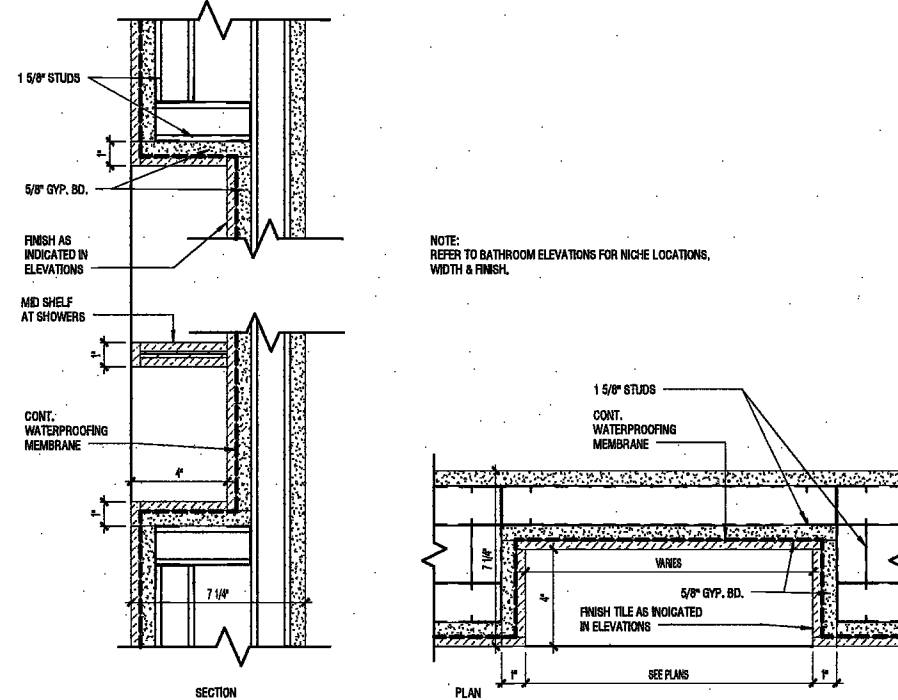 1 5/8" STUDS
1"
5/8" GYP. BD.
FINISH AS
INDICATED IN
ELEVATIONS
MID SHELF
AT SHOWERS
1"
CONT.
WATERPROOFING
MEMBRANE
4"
1"
7 1/4"
SECTION
NOTE:
REFER TO BATHROOM ELEVATIONS FOR NICHE LOCATIONS,
WIDTH & FINISH.
1 5/8" STUDS
CONT.
WATERPROOFING
MEMBRANE
7 1/4"
VARIES
4"
5/8" GYP. BD.
FINISH TILE AS INDICATED
IN ELEVATIONS
1"
SEE PLANS
1"
PLAN